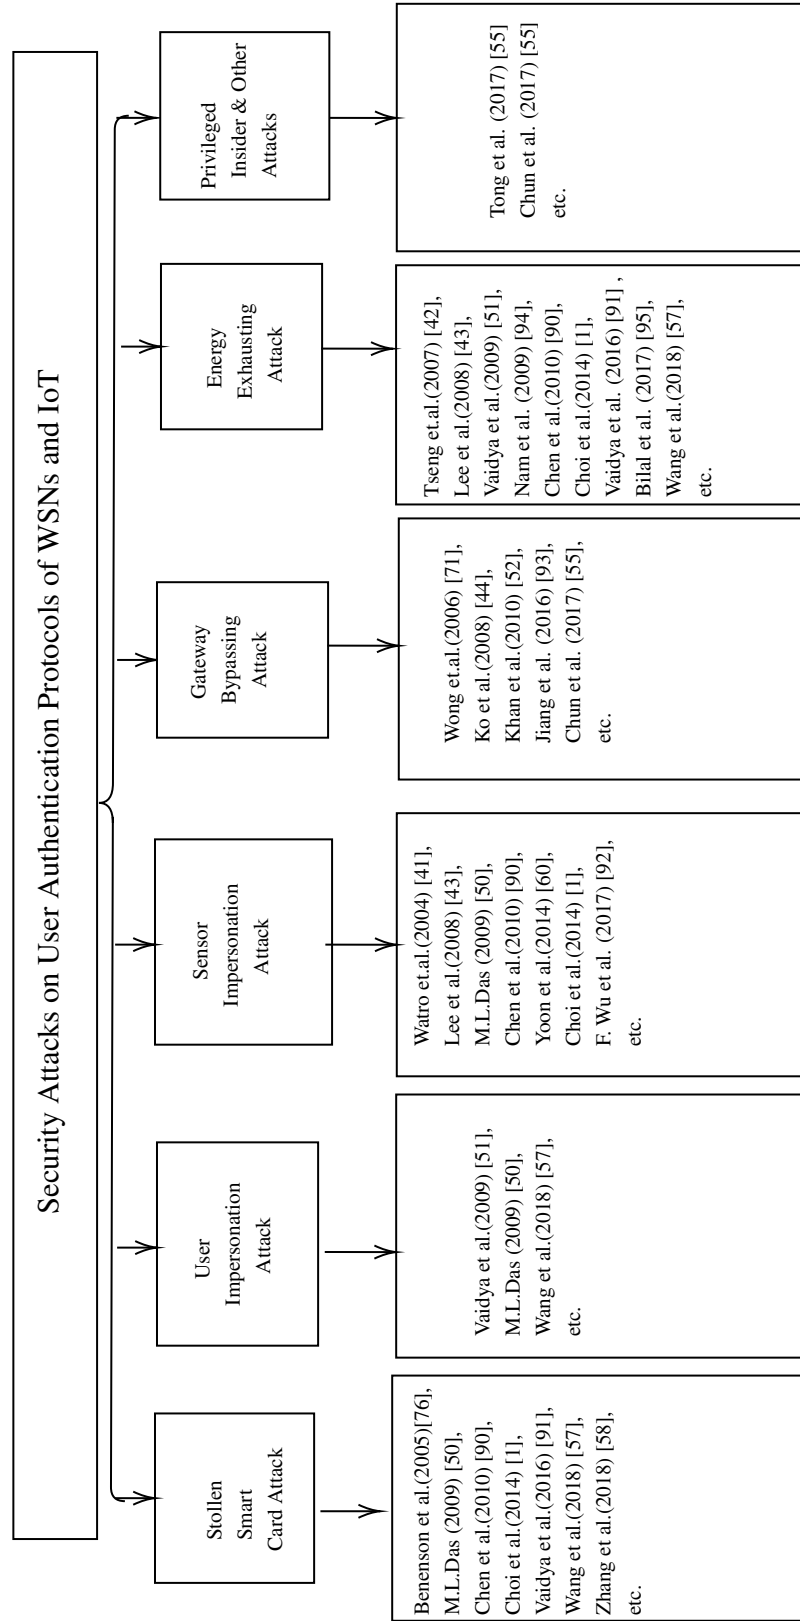 Security Attacks on User Authentication Protocols of WSNs and IoT
Stollen
Smart
Card Attack
Benenson et al.(2005)[76],
M.L.Das (2009) [50],
Chen et al.(2010) [90],
Choi et al.(2014) [1],
Vaidya et al.(2016) [91],
Wang et al.(2018) [57],
Zhang et al.(2018) [58],
etc.
User
Impersonation
Attack
Vaidya et al.(2009) [51],
M.L.Das (2009) [50],
Wang et al.(2018) [57],
etc.
Sensor
Impersonation
Attack
Watro et.al.(2004) [41],
Lee et al.(2008) [43],
M.L.Das (2009) [50],
Chen et al.(2010) [90],
Yoon et al.(2014) [60],
Choi et al.(2014) [1],
F. Wu et al. (2017) [92],
etc.
Gateway
Bypassing
Attack
Wong et.al.(2006) [71],
Ko et al.(2008) [44],
Khan et al.(2010) [52],
Jiang et al. (2016) [93],
Chun et al. (2017) [55],
etc.
Energy
Exhausting
Attack
Tseng et.al.(2007) [42],
Lee et al.(2008) [43],
Vaidya et al.(2009) [51],
Nam et al. (2009) [94],
Chen et al.(2010) [90],
Choi et al.(2014) [1],
Vaidya et al. (2016) [91] ,
Bilal et al. (2017) [95],
Wang et al.(2018) [57],
etc.
Privileged
Insider & Other
Attacks
Tong et al. (2017) [55]
Chun et al. (2017) [55]
etc.